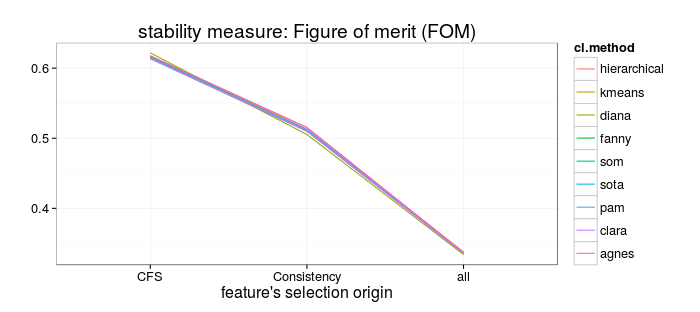 stability measure: Figure of merit (FOM)
0.6
0.5
0.4
CFS
Consistency
all
feature's selection origin
cl.method
hierarchical
kmeans
diana
fanny
som
sota
pam
clara
agnes